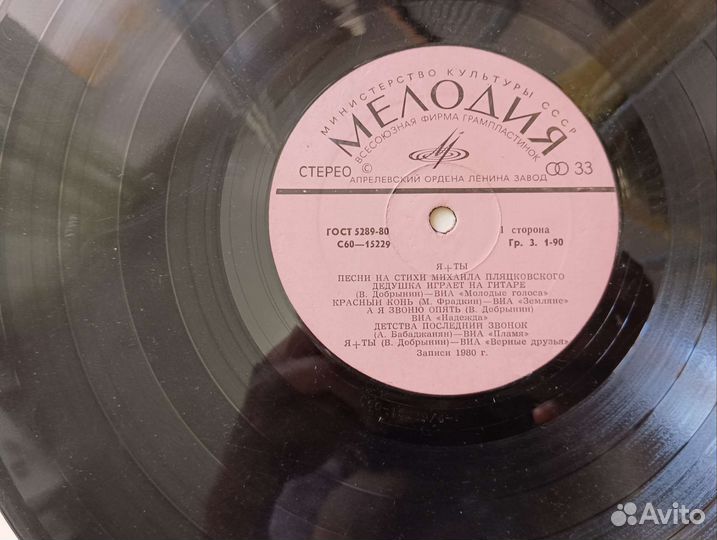 МИНИСТЕРСТВО КУЛЬТУРЫ СССР
МЕЛОДИЯ
ВСЕСОЮЗНАЯ ФИРМА ГРАМПЛАСТИНОК
СТЕРЕО © 33
АПРЕЛЕВСКИЙ ОРДЕНА ЛЕНИНА ЗАВОД
ГОСТ 5289-80 1 сторона
С60—15229 Гр. 3. 1-90
Я+ТЫ
ПЕСНИ НА СТИХИ МИХАИЛА ПЛЯЦКОВСКОГО
ДЕДУШКА ИГРАЕТ НА ГИТАРЕ
(В. Добрынин)—ВИА «Молодые голоса»
КРАСНЫЙ КОНЬ (М. Фрадкин)—ВИА «Земляне»
А Я ЗВОНЮ ОПЯТЬ (В. Добрынин)
ВИА «Надежда»
ДЕТСТВА ПОСЛЕДНИЙ ЗВОНОК
(А. Бабаджанян)—ВИА «Пламя»
Я+ТЫ (В. Добрынин)—ВИА «Верные друзья»
Записи 1980 г.
Avito